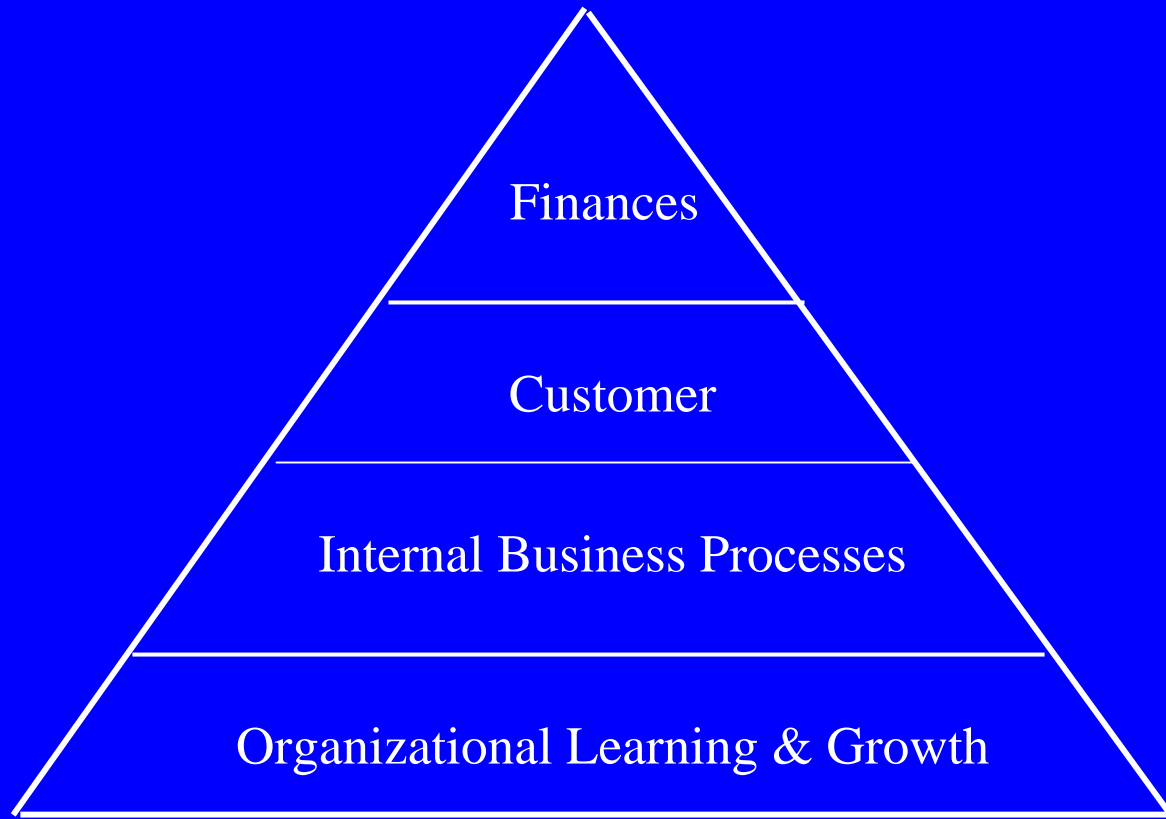 Finances
Customer
Internal Business Processes
Organizational Learning & Growth